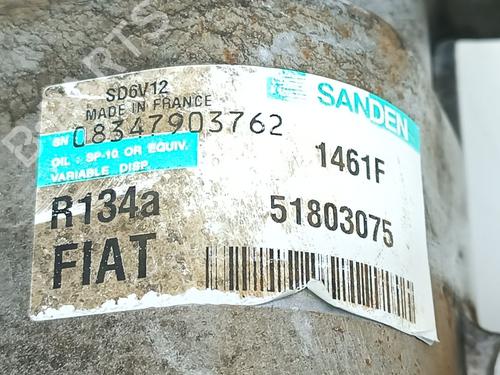 SD6V12
MADE IN FRANCE
SN 08347903762
OIL : SP-10, OR EQUIV.
VARIABLE DISP.
R134a
FIAT
SANDEN
1461F
51803075